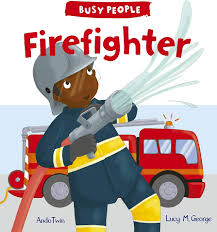 BUSY PEOPLE
Firefighter
AndoTwin
Lucy M. George